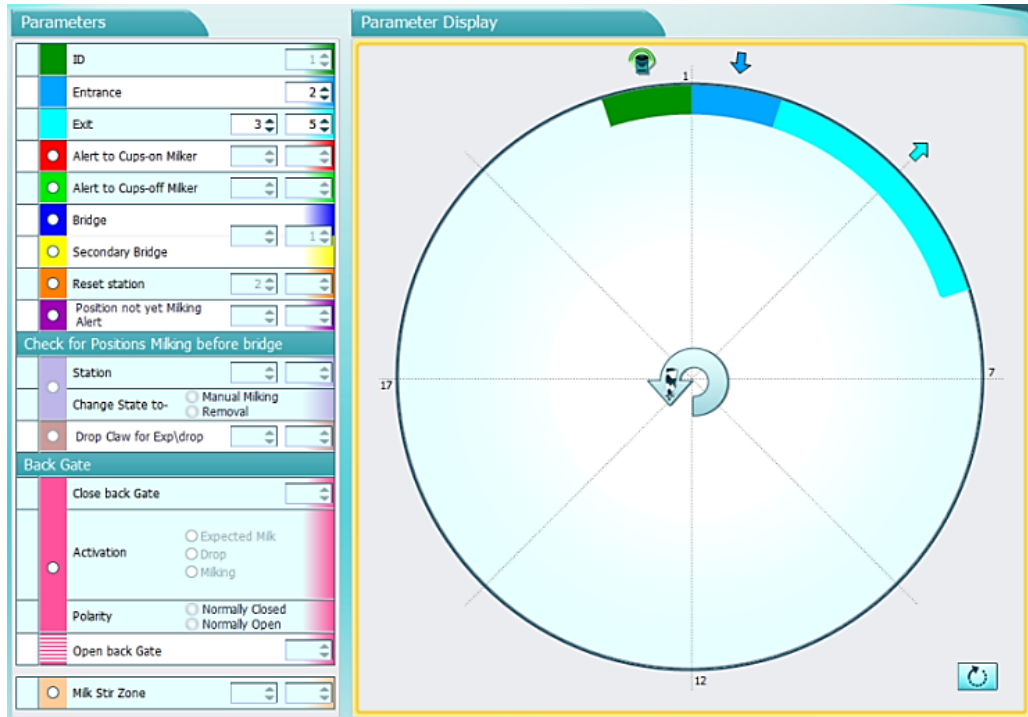 Parameters
Parameter Display
ID 1
Entrance 2
Exit 3 5
Alert to Cups-on Milker
Alert to Cups-off Milker
Bridge
1
Secondary Bridge
Reset station 2
Position not yet Milking
Alert
Check for Positions Milking before bridge
Station
Change State to-
Manual Milking
Removal
Drop Claw for Exp\drop
Back Gate
Close back Gate
Activation
Expected Milk
Drop
Milking
Polarity
Normally Closed
Normally Open
Open back Gate
Milk Stir Zone
1
17
7
12